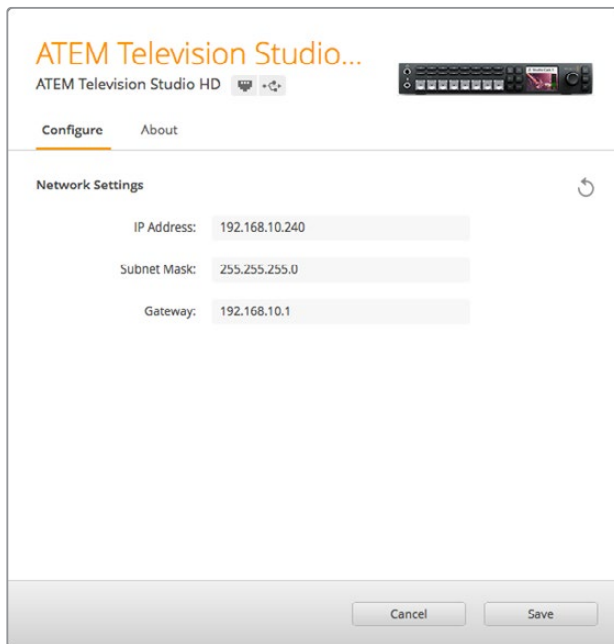 ATEM Television Studio...
ATEM Television Studio HD
Configure About
Network Settings
IP Address: 192.168.10.240
Subnet Mask: 255.255.255.0
Gateway: 192.168.10.1
Cancel Save